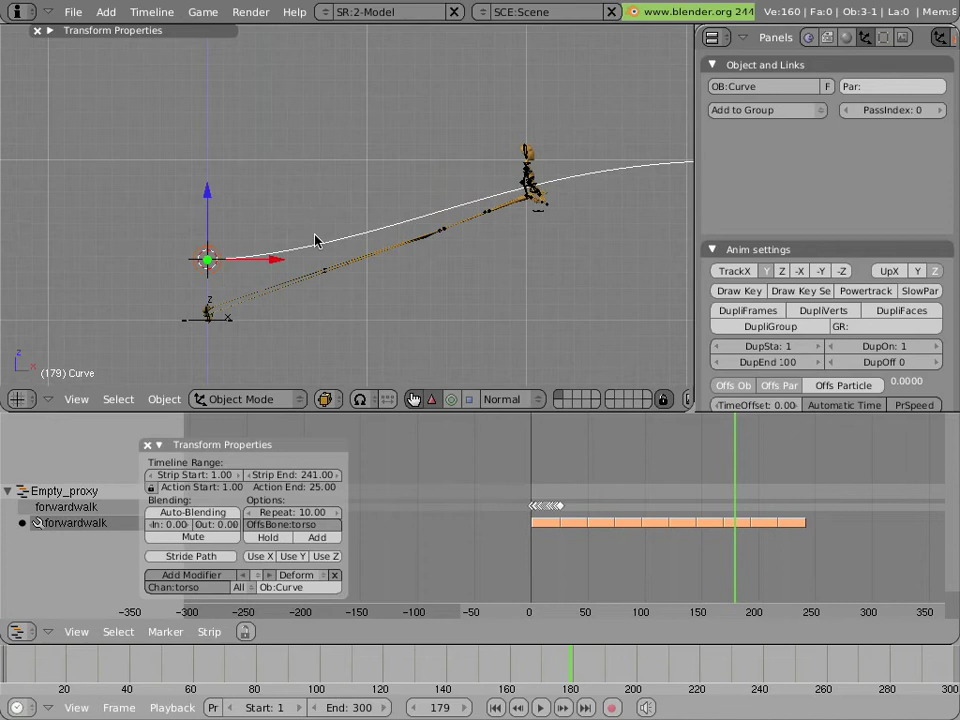 File Add Timeline Game Render Help SR:2-Model SCE:Scene www.blender.org 244 Ve:160 | Fa:0 | Ob:3-1 | La:0 | Mem:8
Transform Properties
Panels
Object and Links
OB:Curve F Par:
Add to Group PassIndex: 0
Anim settings
TrackX Y Z -X -Y -Z UpX Y Z
Draw Key Draw Key Se Powertrack SlowPar
DupliFrames DupliVerts DupliFaces
DupliGroup GR:
DupSta: 1 DupOn: 1
DupEnd 100 DupOff 0
Offs Ob Offs Par Offs Particle 0.0000
TimeOffset: 0.00 Automatic Time PrSpeed
z
x
z
x
(179) Curve
View Select Object Object Mode Normal
Transform Properties
Timeline Range:
Strip Start: 1.00 Strip End: 241.00
Action Start: 1.00 Action End: 25.00
Blending: Options:
Auto-Blending Repeat: 10.00
In: 0.00 Out: 0.00 OffsBone:torso
Mute Hold Add
Stride Path Use X Use Y Use Z
Add Modifier Deform x
Chan:torso All Ob:Curve
Empty_proxy
forwardwalk
forwardwalk
−350 −300 −250 −200 −150 −100 −50 0 50 100 150 200 250 300 350
View Select Marker Strip
20 40 60 80 100 120 140 160 180 200 220 240 260 280 300
View Frame Playback Pr Start: 1 End: 300 179